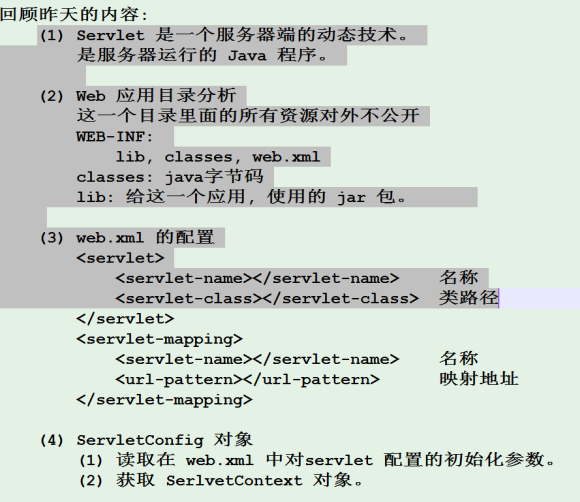 回顾昨天的内容:
(1) Servlet 是一个服务器端的动态技术。
是服务器运行的 Java 程序。
(2) Web 应用目录分析
这一个目录里面的所有资源对外不公开
WEB-INF:
lib, classes, web.xml
classes: java字节码
lib: 给这一个应用, 使用的 jar 包。
(3) web.xml 的配置
<servlet>
<servlet-name></servlet-name> 名称
<servlet-class></servlet-class> 类路径
</servlet>
<servlet-mapping>
<servlet-name></servlet-name> 名称
<url-pattern></url-pattern> 映射地址
</servlet-mapping>
(4) ServletConfig 对象
(1) 读取在 web.xml 中对servlet 配置的初始化参数。
(2) 获取 SerlvetContext 对象。